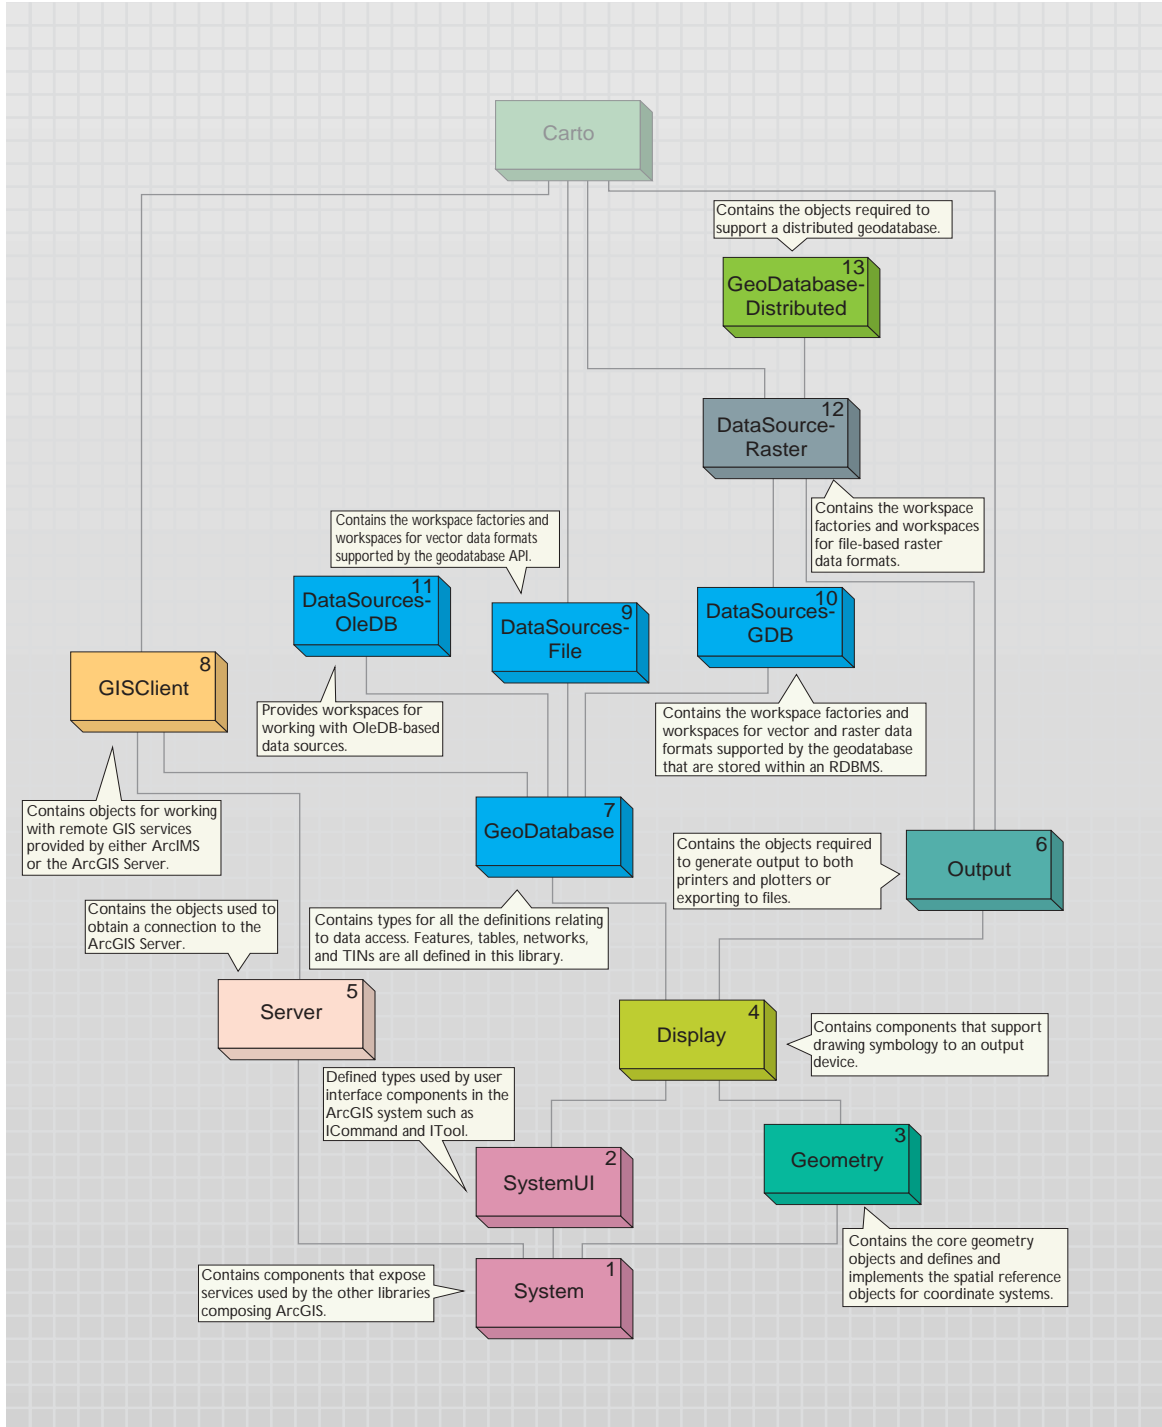 Carto
Contains the objects required to
support a distributed geodatabase.
13
GeoDatabase-
Distributed
12
DataSource-
Raster
Contains the workspace
factories and workspaces
for file-based raster
data formats.
Contains the workspace factories and
workspaces for vector data formats
supported by the geodatabase API.
11
DataSources-
OleDB
9
DataSources-
File
10
DataSources-
GDB
8
GISClient
Provides workspaces for
working with OleDB-based
data sources.
Contains the workspace factories and
workspaces for vector and raster data
formats supported by the geodatabase
that are stored within an RDBMS.
Contains objects for working
with remote GIS services
provided by either ArcIMS
or the ArcGIS Server.
7
GeoDatabase
Contains the objects required
to generate output to both
printers and plotters or
exporting to files.
6
Output
Contains the objects used to
obtain a connection to the
ArcGIS Server.
Contains types for all the definitions relating
to data access. Features, tables, networks,
and TINs are all defined in this library.
5
Server
4
Display
Contains components that support
drawing symbology to an output
device.
Defined types used by user
interface components in the
ArcGIS system such as
ICommand and ITool.
2
SystemUI
3
Geometry
Contains the core geometry
objects and defines and
implements the spatial reference
objects for coordinate systems.
Contains components that expose
services used by the other libraries
composing ArcGIS.
1
System